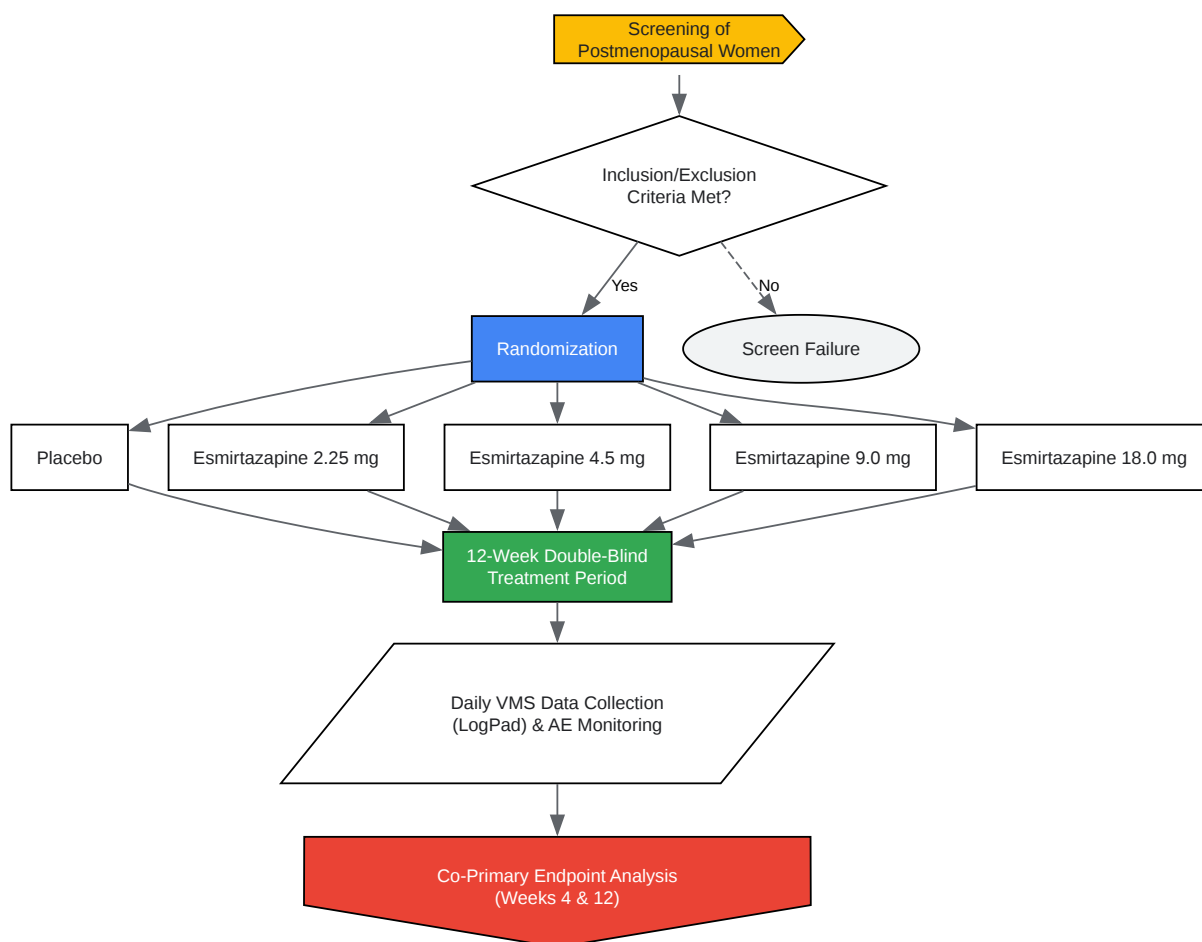 Screening of
Postmenopausal Women
Inclusion/Exclusion
Criteria Met?
Yes
No
Randomization
Screen Failure
Placebo
Esmirtazapine 2.25 mg
Esmirtazapine 4.5 mg
Esmirtazapine 9.0 mg
Esmirtazapine 18.0 mg
12-Week Double-Blind
Treatment Period
Daily VMS Data Collection
(LogPad) & AE Monitoring
Co-Primary Endpoint Analysis
(Weeks 4 & 12)